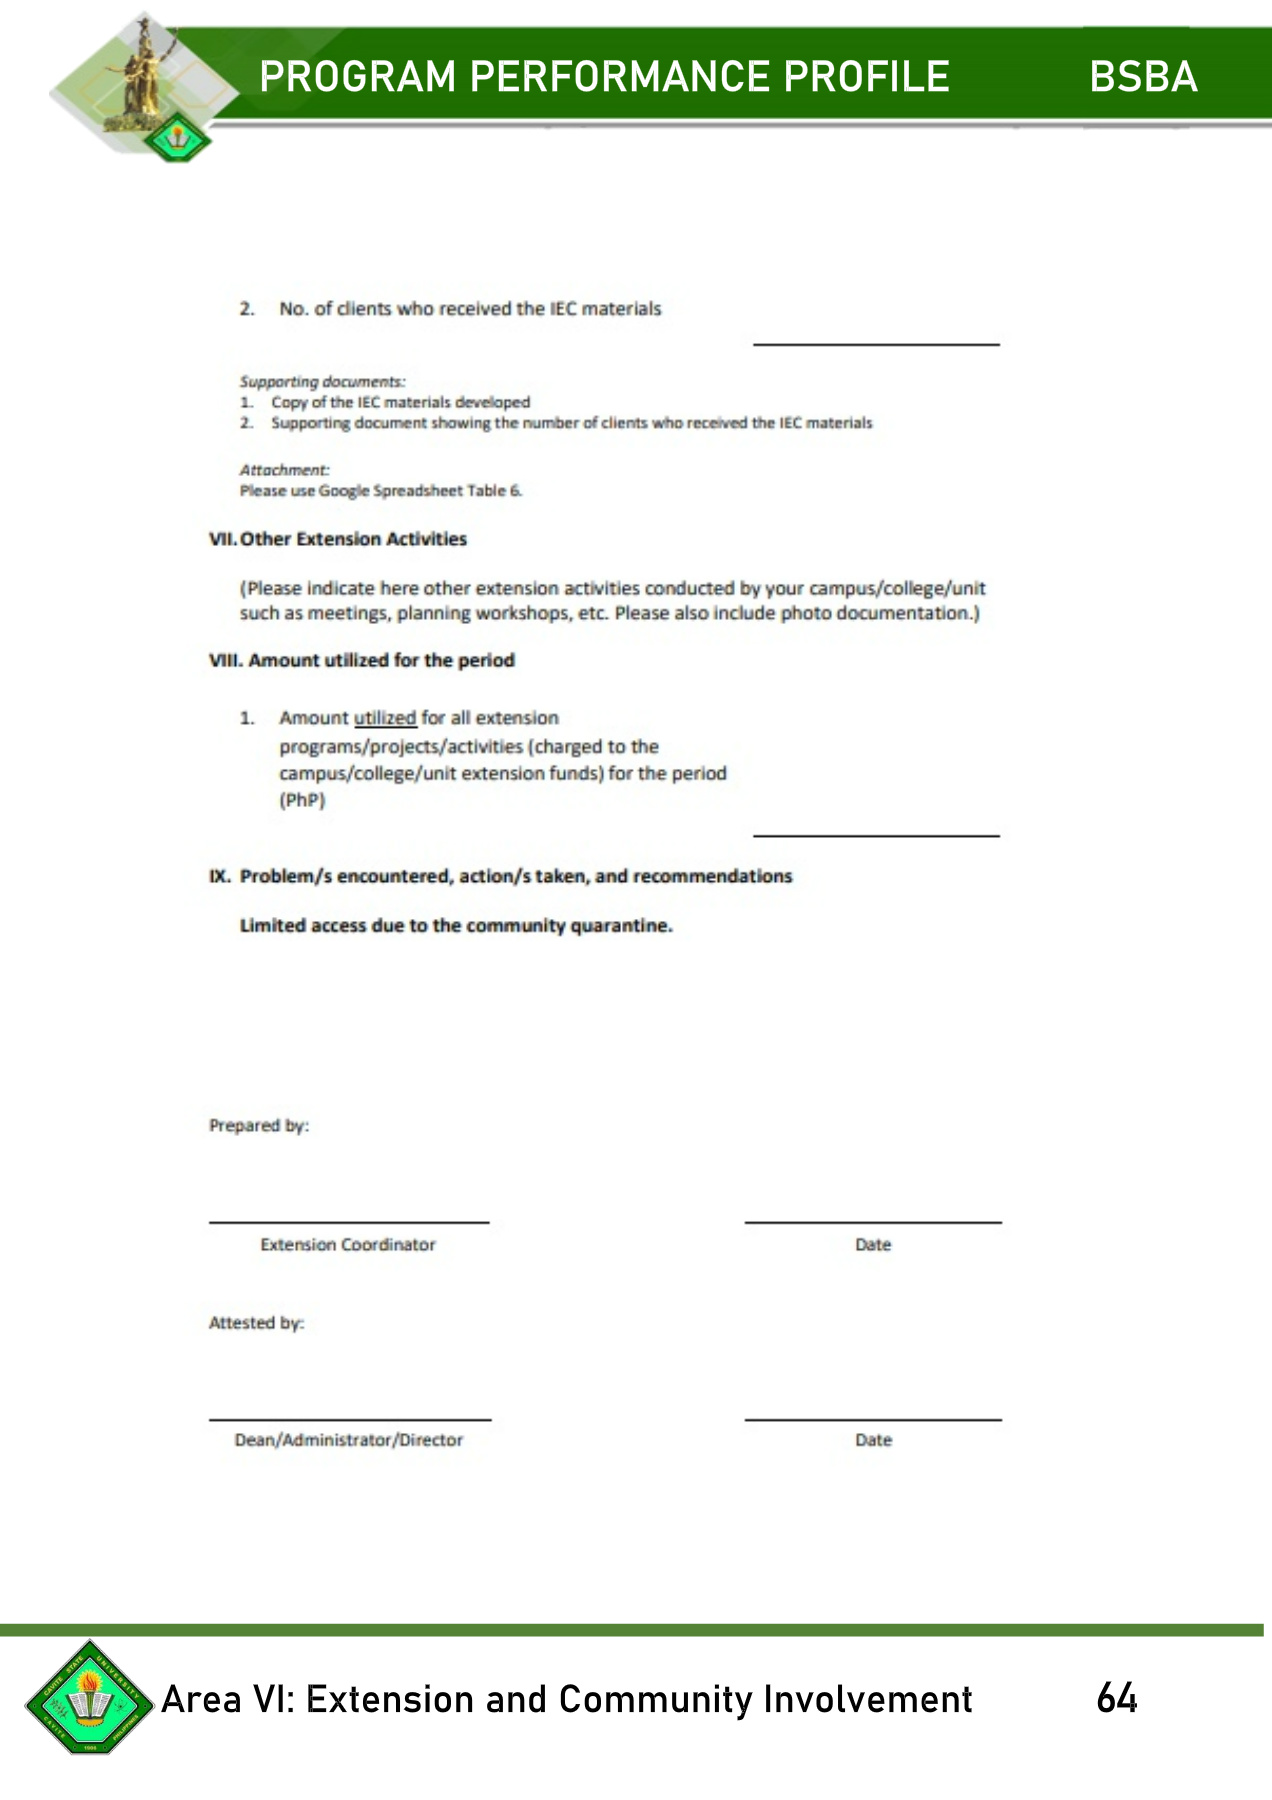 PROGRAM PERFORMANCE PROFILE BSBA
2. No. of clients who received the IEC materials
Supporting documents:
1. Copy of the IEC materials developed
2. Supporting document showing the number of clients who received the IEC materials
Attachment:
Please use Google Spreadsheet Table 6.
VII. Other Extension Activities
(Please indicate here other extension activities conducted by your campus/college/unit
such as meetings, planning workshops, etc. Please also include photo documentation.)
VIII. Amount utilized for the period
1. Amount utilized for all extension
programs/projects/activities (charged to the
campus/college/unit extension funds) for the period
(PhP)
IX. Problem/s encountered, action/s taken, and recommendations
Limited access due to the community quarantine.
Prepared by:
Extension Coordinator Date
Attested by:
Dean/Administrator/Director Date
CAVITE STATE UNIVERSITY
CAVITE PHILIPPINES
1906
Area VI: Extension and Community Involvement 64